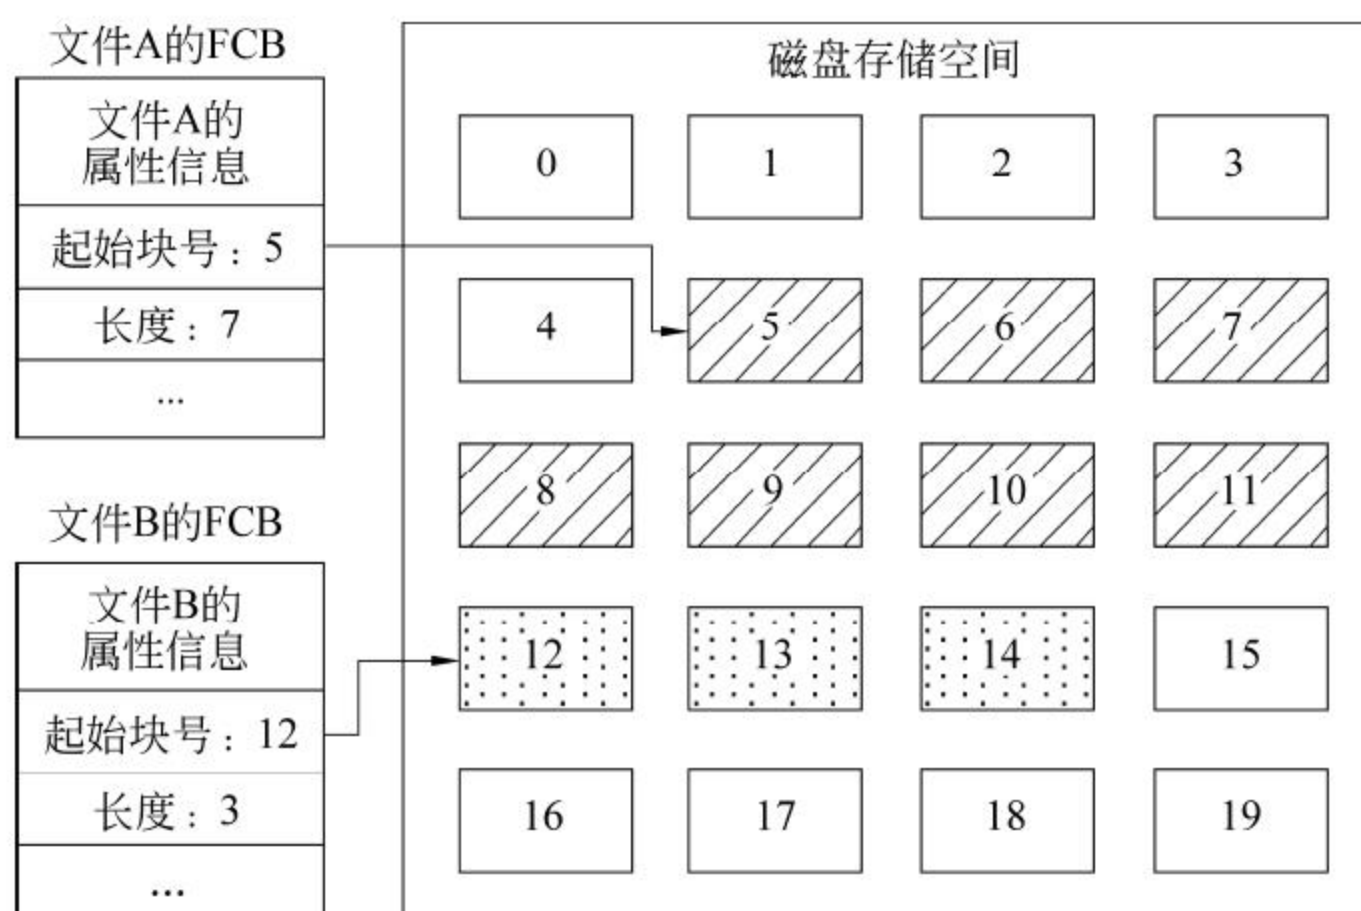 文件A的FCB
文件A的
属性信息
起始块号：5
长度：7
...
文件B的FCB
文件B的
属性信息
起始块号：12
长度：3
...
磁盘存储空间
0 1 2 3
4 5 6 7
8 9 10 11
12 13 14 15
16 17 18 19